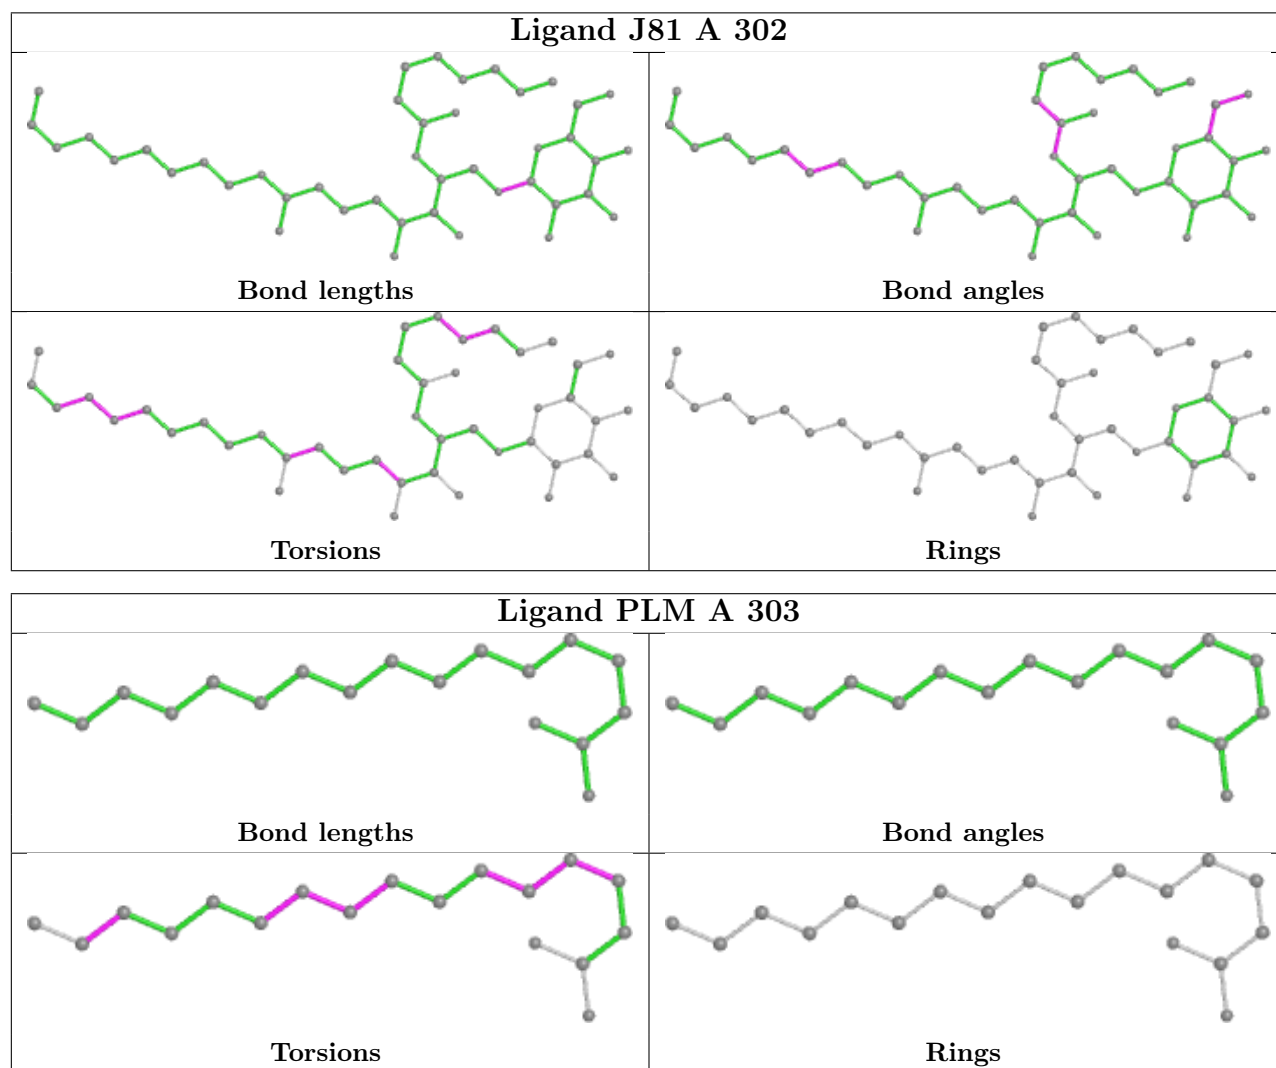 Ligand J81 A 302
Bond lengths
Bond angles
Torsions
Rings
Ligand PLM A 303
Bond lengths
Bond angles
Torsions
Rings